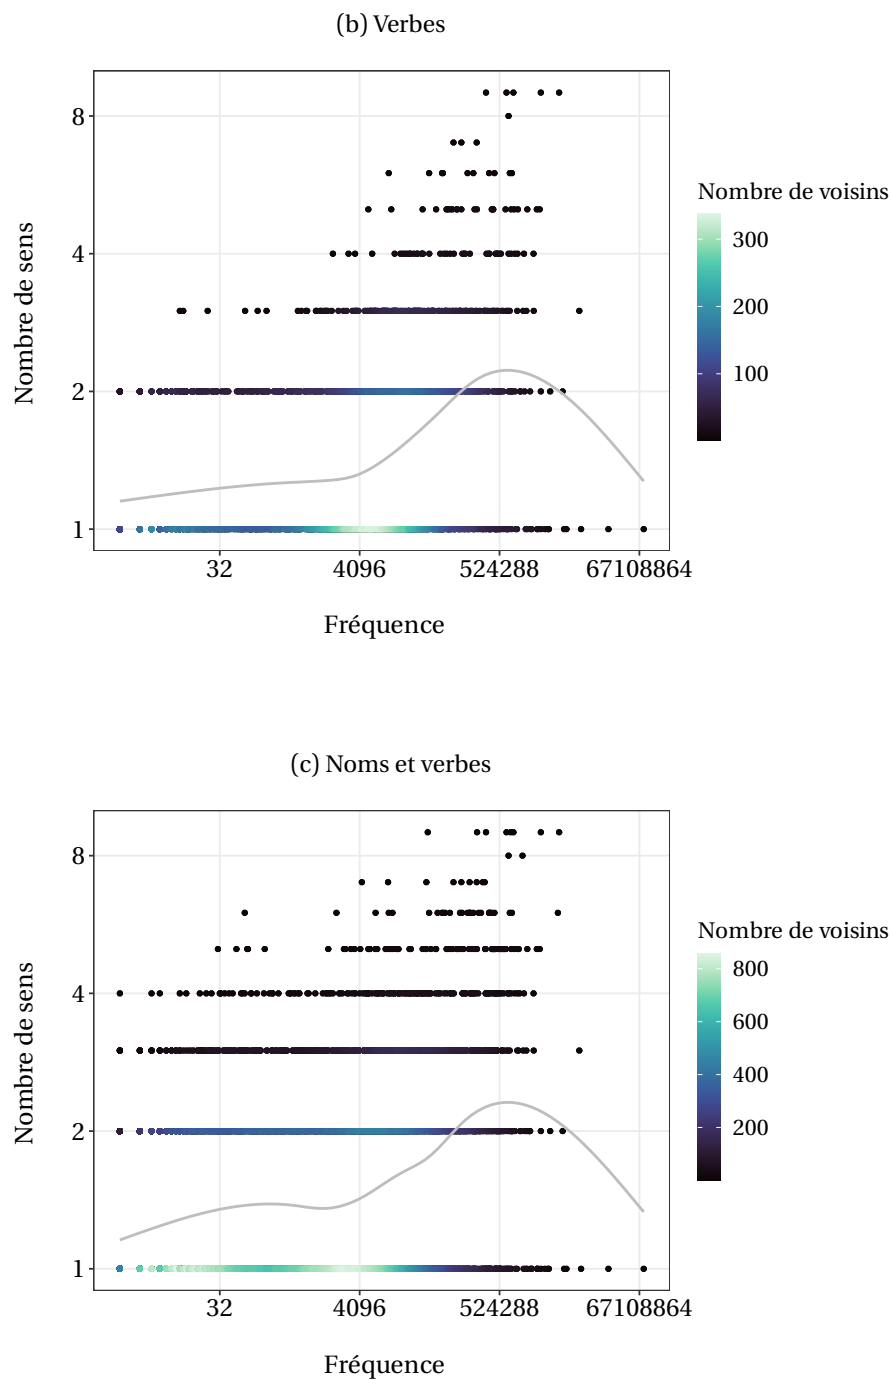 (b) Verbes
Nombre de sens
8
4
2
1
32 4096 524288 67108864
Fréquence
Nombre de voisins
300
200
100
(c) Noms et verbes
Nombre de sens
8
4
2
1
32 4096 524288 67108864
Fréquence
Nombre de voisins
800
600
400
200